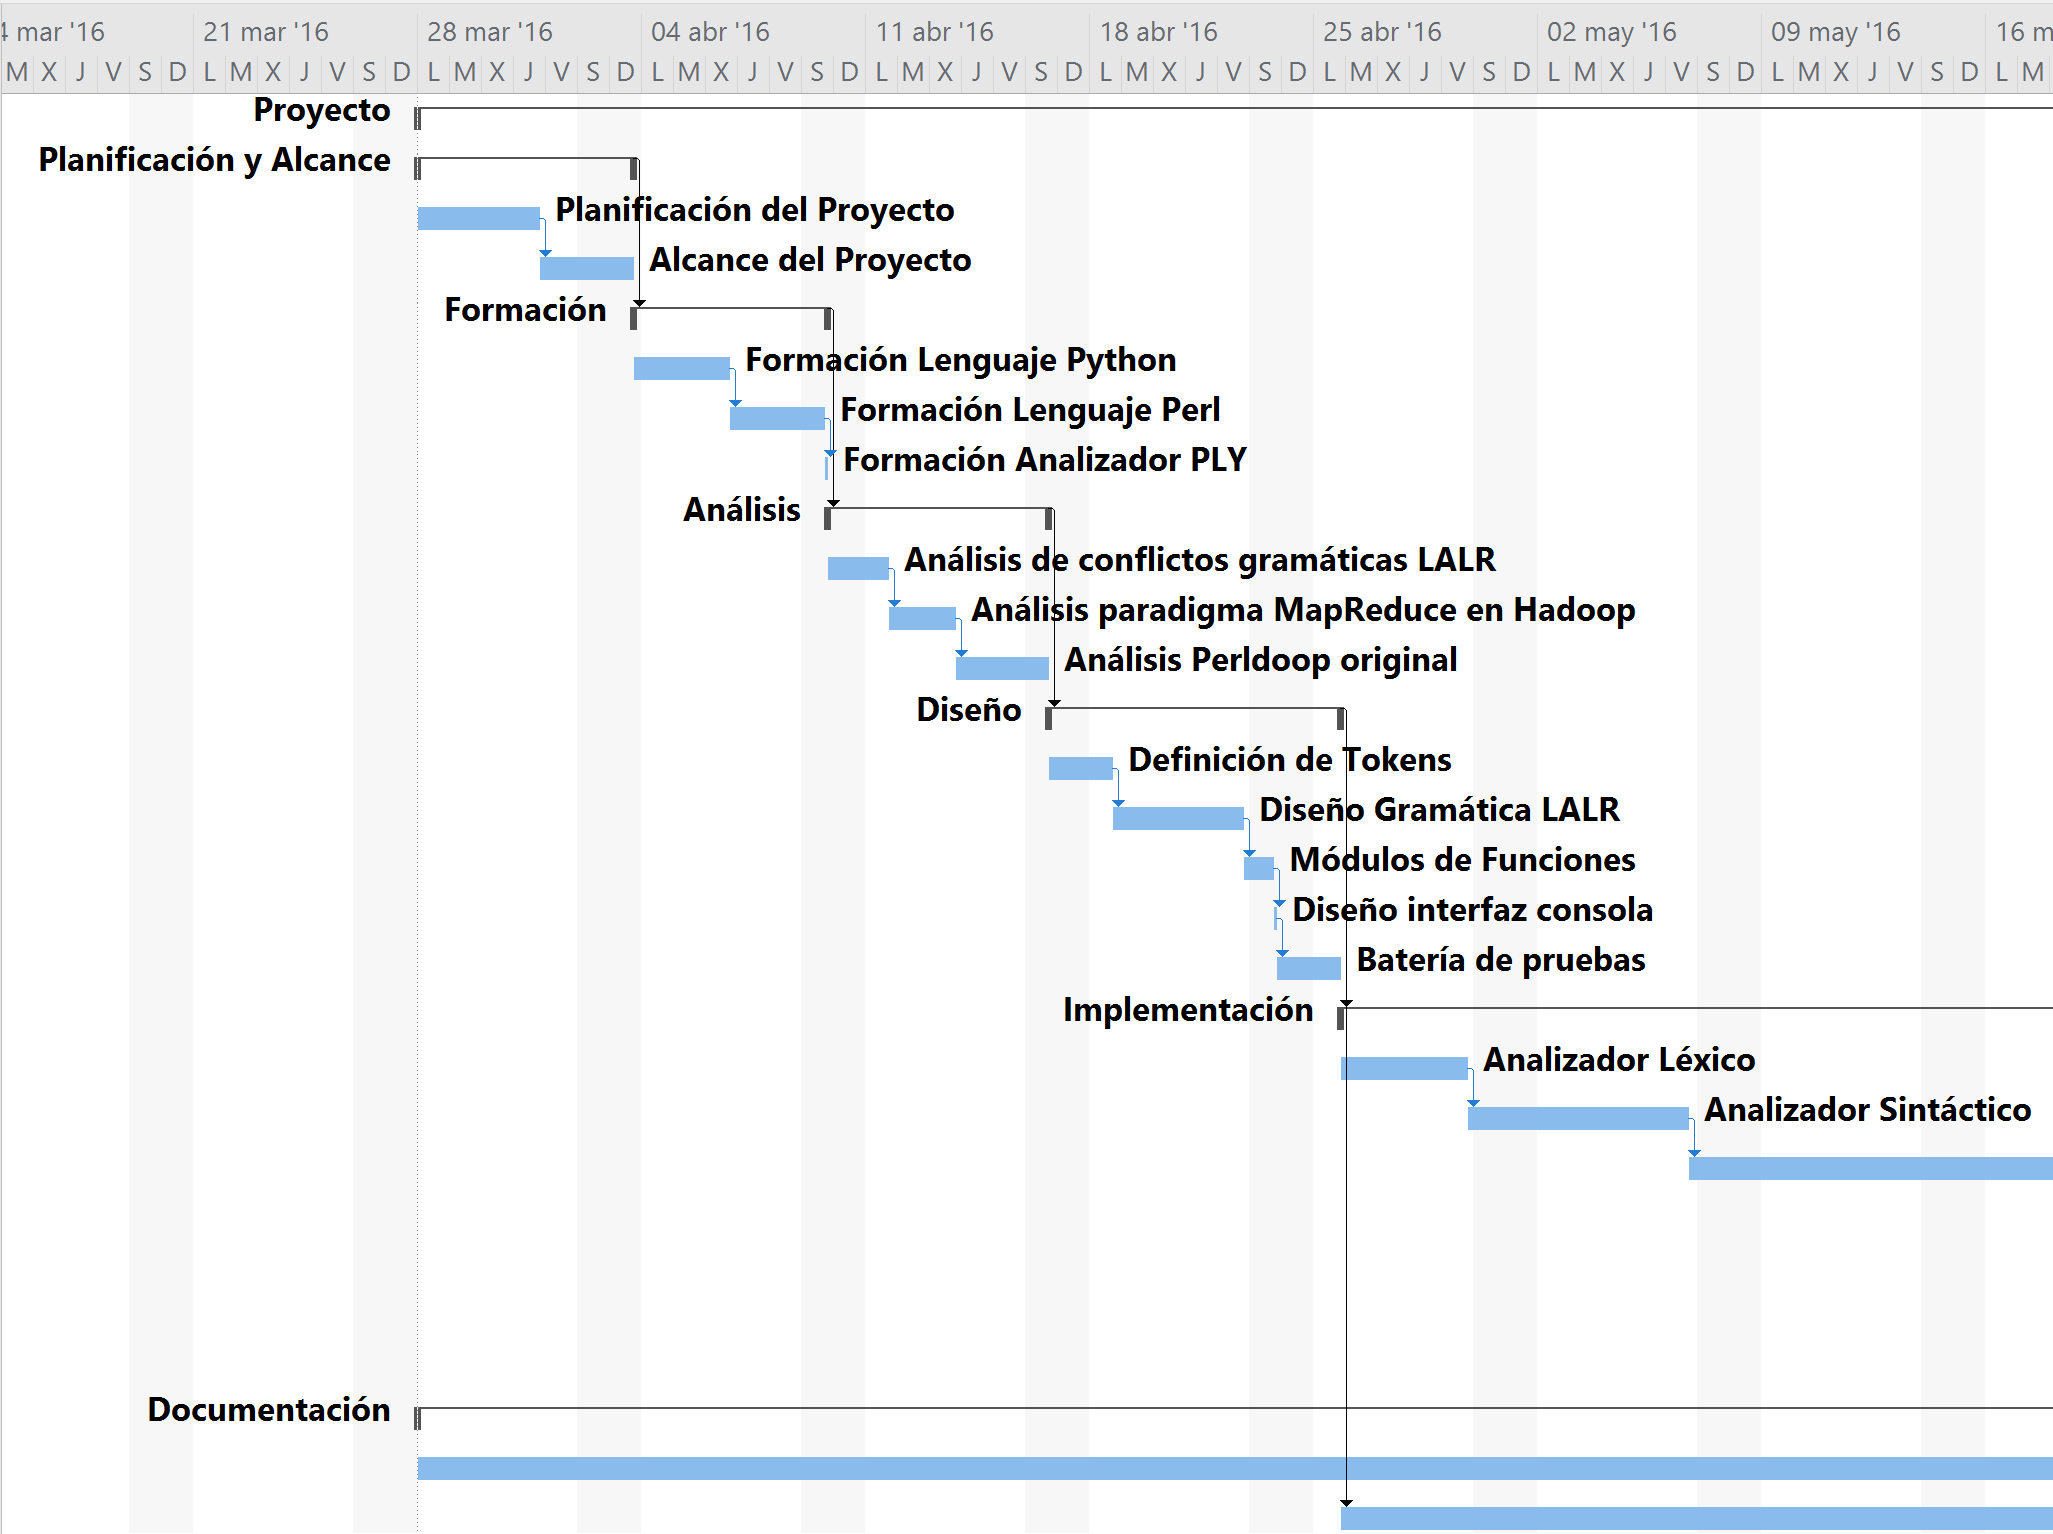 4 mar '16 21 mar '16 28 mar '16 04 abr '16 11 abr '16 18 abr '16 25 abr '16 02 may '16 09 may '16 16 m
M X J V S D L M X J V S D L M X J V S D L M X J V S D L M X J V S D L M X J V S D L M X J V S D L M X J V S D L M X J V S D L M
Proyecto
Planificación y Alcance
Planificación del Proyecto
Alcance del Proyecto
Formación
Formación Lenguaje Python
Formación Lenguaje Perl
Formación Analizador PLY
Análisis
Análisis de conflictos gramáticas LALR
Análisis paradigma MapReduce en Hadoop
Análisis Perldoop original
Diseño
Definición de Tokens
Diseño Gramática LALR
Módulos de Funciones
Diseño interfaz consola
Batería de pruebas
Implementación
Analizador Léxico
Analizador Sintáctico
Documentación